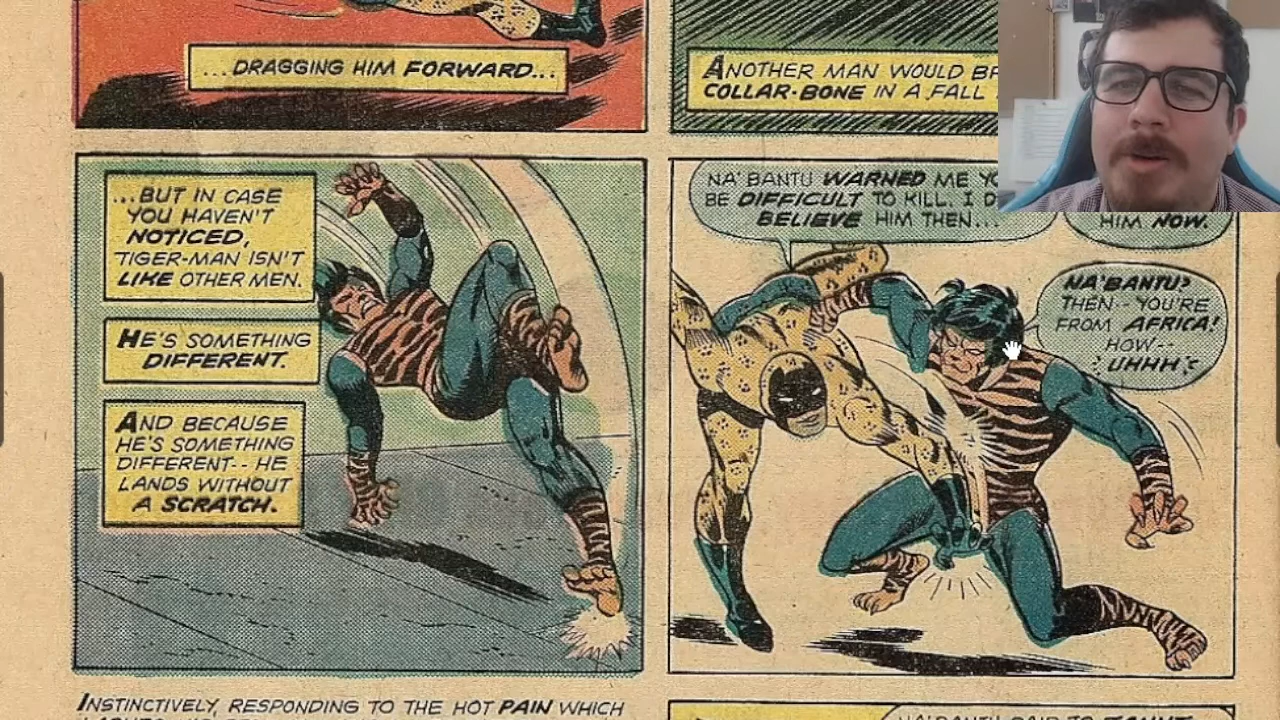 ...DRAGGING HIM FORWARD...
ANOTHER MAN WOULD
COLLAR-BONE IN A FALL
...BUT IN CASE
YOU HAVEN'T
NOTICED,
TIGER-MAN ISN'T
LIKE OTHER MEN.
HE'S SOMETHING
DIFFERENT.
AND BECAUSE
HE'S SOMETHING
DIFFERENT-- HE
LANDS WITHOUT
A SCRATCH.
NA'BANTU WARNED ME
BE DIFFICULT TO KILL. I
BELIEVE HIM THEN...
HIM NOW.
NA'BANTU?
THEN-- YOU'RE
FROM AFRICA!
HOW--
UHHH!
INSTINCTIVELY, RESPONDING TO THE HOT PAIN WHICH